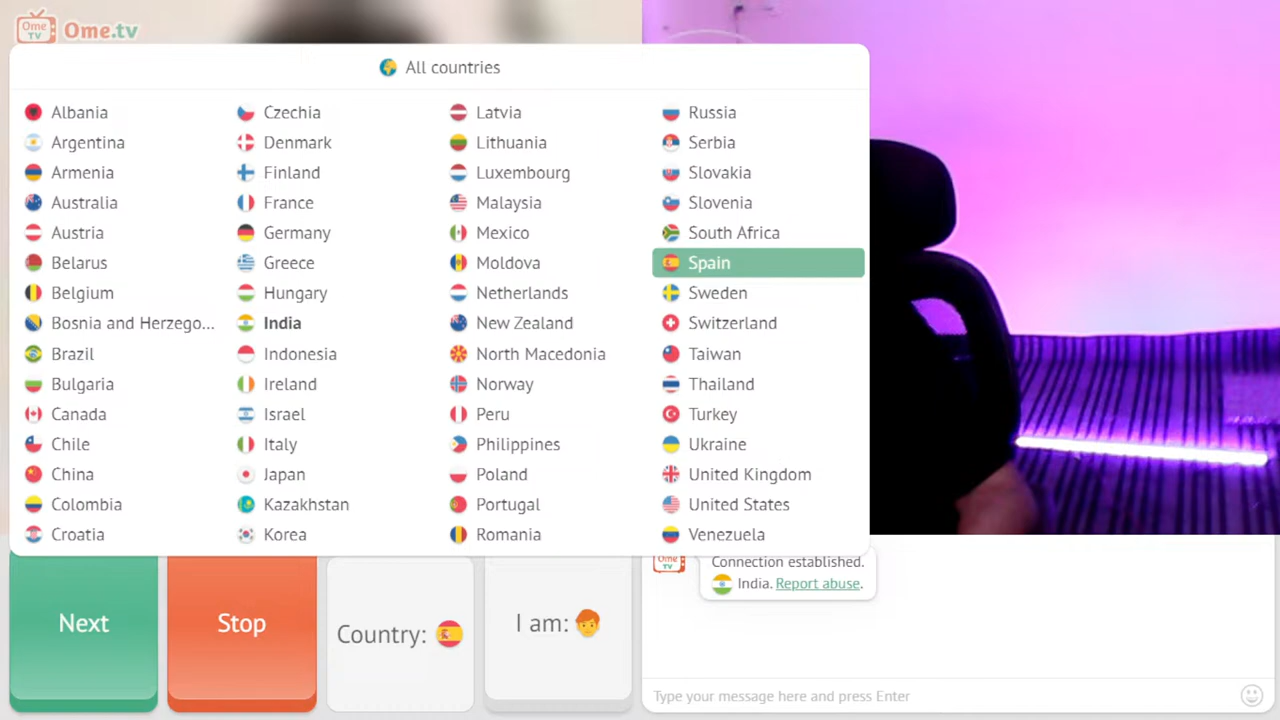 Ome TV Ome.tv
All countries
Albania
Argentina
Armenia
Australia
Austria
Belarus
Belgium
Bosnia and Herzego...
Brazil
Bulgaria
Canada
Chile
China
Colombia
Croatia
Czechia
Denmark
Finland
France
Germany
Greece
Hungary
India
Indonesia
Ireland
Israel
Italy
Japan
Kazakhstan
Korea
Latvia
Lithuania
Luxembourg
Malaysia
Mexico
Moldova
Netherlands
New Zealand
North Macedonia
Norway
Peru
Philippines
Poland
Portugal
Romania
Russia
Serbia
Slovakia
Slovenia
South Africa
Spain
Sweden
Switzerland
Taiwan
Thailand
Turkey
Ukraine
United Kingdom
United States
Venezuela
Next
Stop
Country:
I am:
Ome TV
Connection established.
India. Report abuse.
Type your message here and press Enter